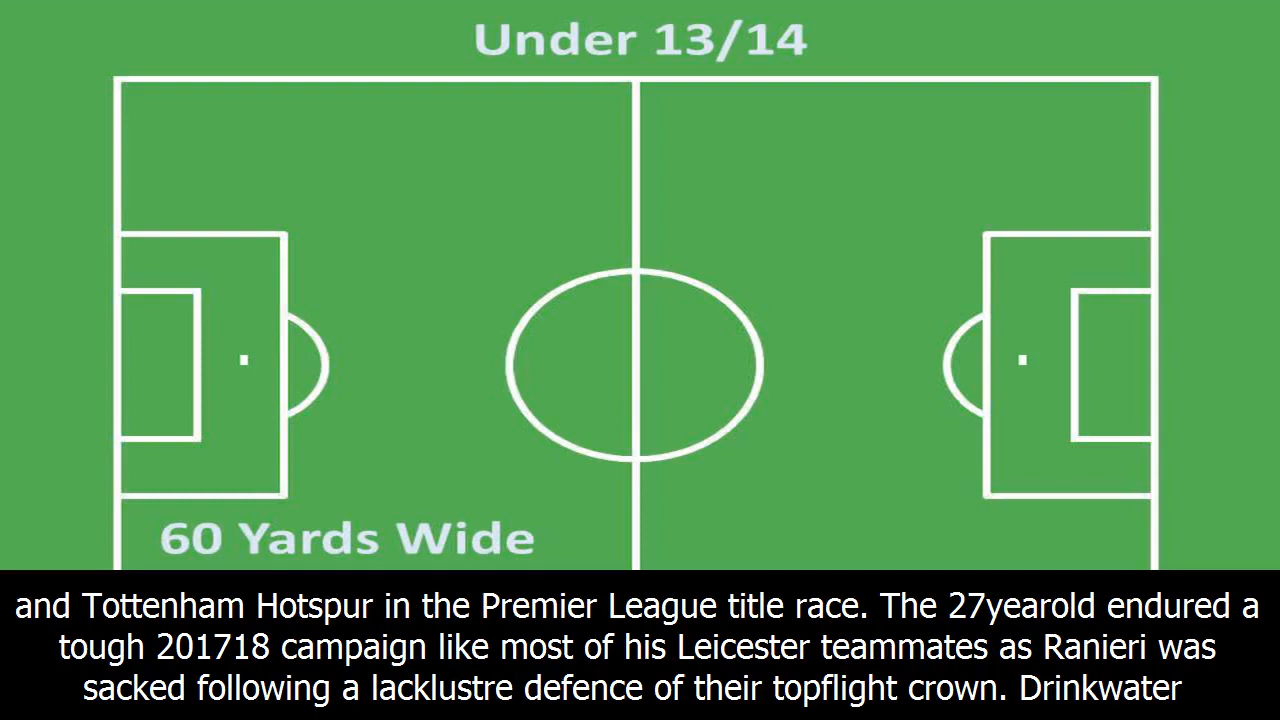 Under 13/14
60 Yards Wide
and Tottenham Hotspur in the Premier League title race. The 27yearold endured a
tough 201718 campaign like most of his Leicester teammates as Ranieri was
sacked following a lacklustre defence of their topflight crown. Drinkwater